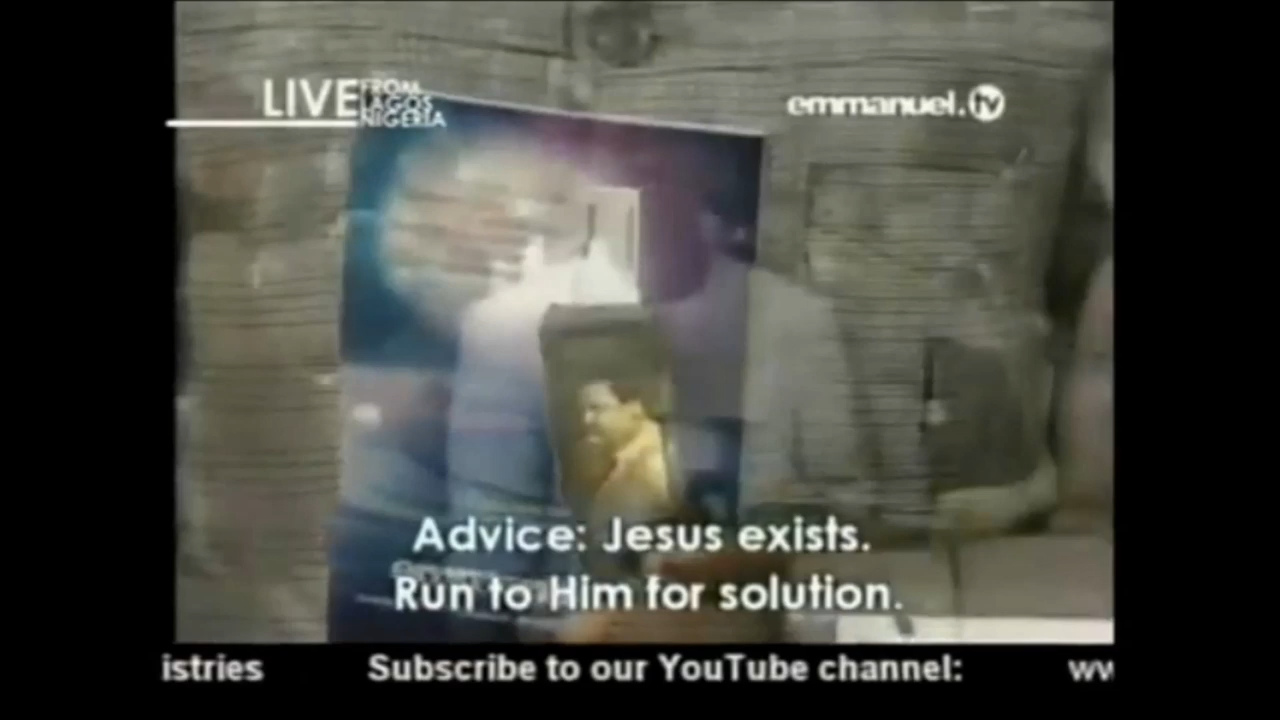 LIVE FROM
LAGOS
NIGERIA
emmanuel.tv
Advice: Jesus exists.
Run to Him for solution.
istries Subscribe to our YouTube channel: ww